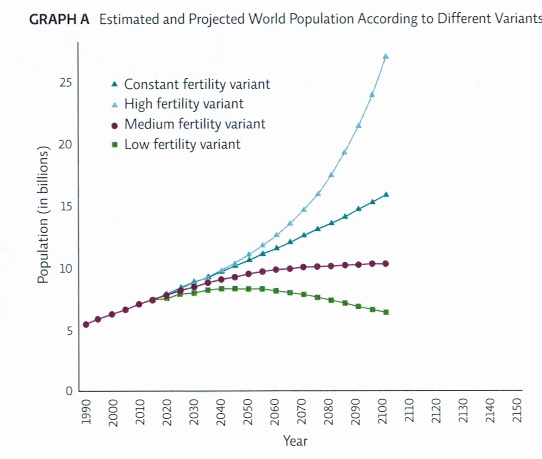 GRAPH A Estimated and Projected World Population According to Different Variants
Population (in billions)
25
20
15
10
5
0
Constant fertility variant
High fertility variant
Medium fertility variant
Low fertility variant
1990 2000 2010 2020 2030 2040 2050 2060 2070 2080 2090 2100 2110 2120 2130 2140 2150
Year